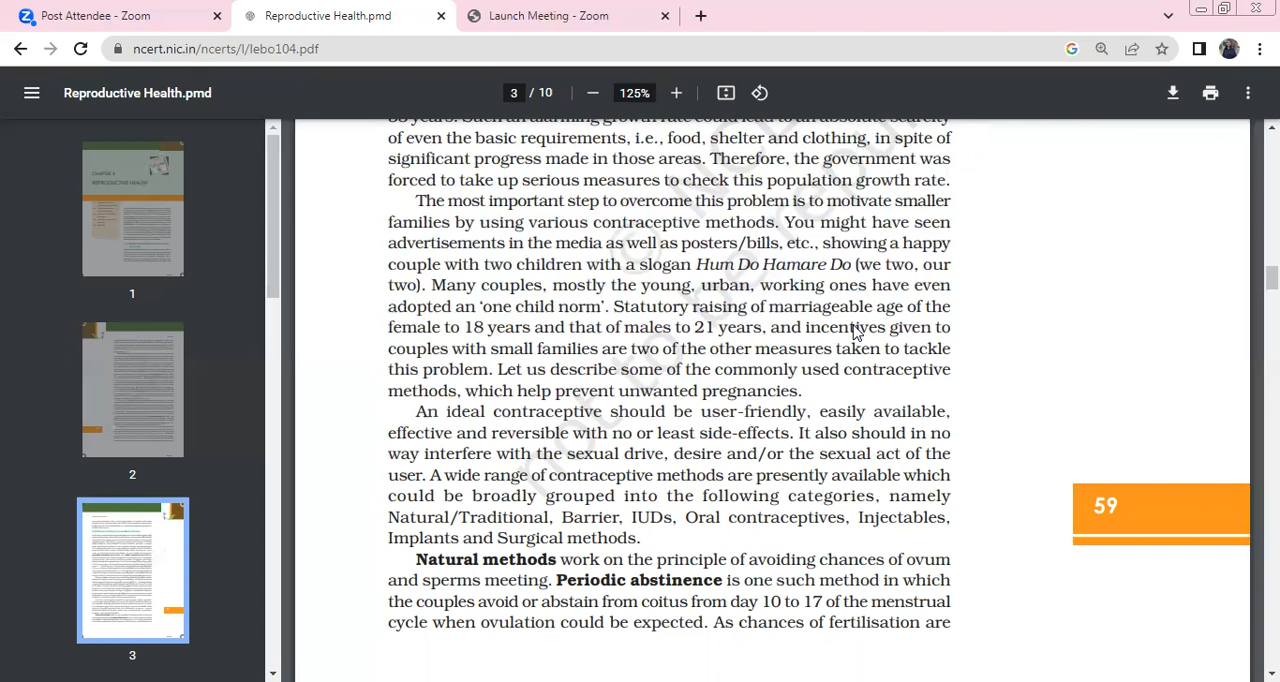 Post Attendee - Zoom
Reproductive Health.pmd
Launch Meeting - Zoom
ncert.nic.in/ncerts/l/lebo104.pdf
Reproductive Health.pmd
3 / 10
125%
of even the basic requirements, i.e., food, shelter and clothing, in spite of
significant progress made in those areas. Therefore, the government was
forced to take up serious measures to check this population growth rate.
The most important step to overcome this problem is to motivate smaller
families by using various contraceptive methods. You might have seen
advertisements in the media as well as posters/bills, etc., showing a happy
couple with two children with a slogan Hum Do Hamare Do (we two, our
two). Many couples, mostly the young, urban, working ones have even
adopted an ‘one child norm’. Statutory raising of marriageable age of the
female to 18 years and that of males to 21 years, and incentives given to
couples with small families are two of the other measures taken to tackle
this problem. Let us describe some of the commonly used contraceptive
methods, which help prevent unwanted pregnancies.
An ideal contraceptive should be user-friendly, easily available,
effective and reversible with no or least side-effects. It also should in no
way interfere with the sexual drive, desire and/or the sexual act of the
user. A wide range of contraceptive methods are presently available which
could be broadly grouped into the following categories, namely
Natural/Traditional, Barrier, IUDs, Oral contraceptives, Injectables,
Implants and Surgical methods.
Natural methods work on the principle of avoiding chances of ovum
and sperms meeting. Periodic abstinence is one such method in which
the couples avoid or abstain from coitus from day 10 to 17 of the menstrual
cycle when ovulation could be expected. As chances of fertilisation are
59
1
2
3